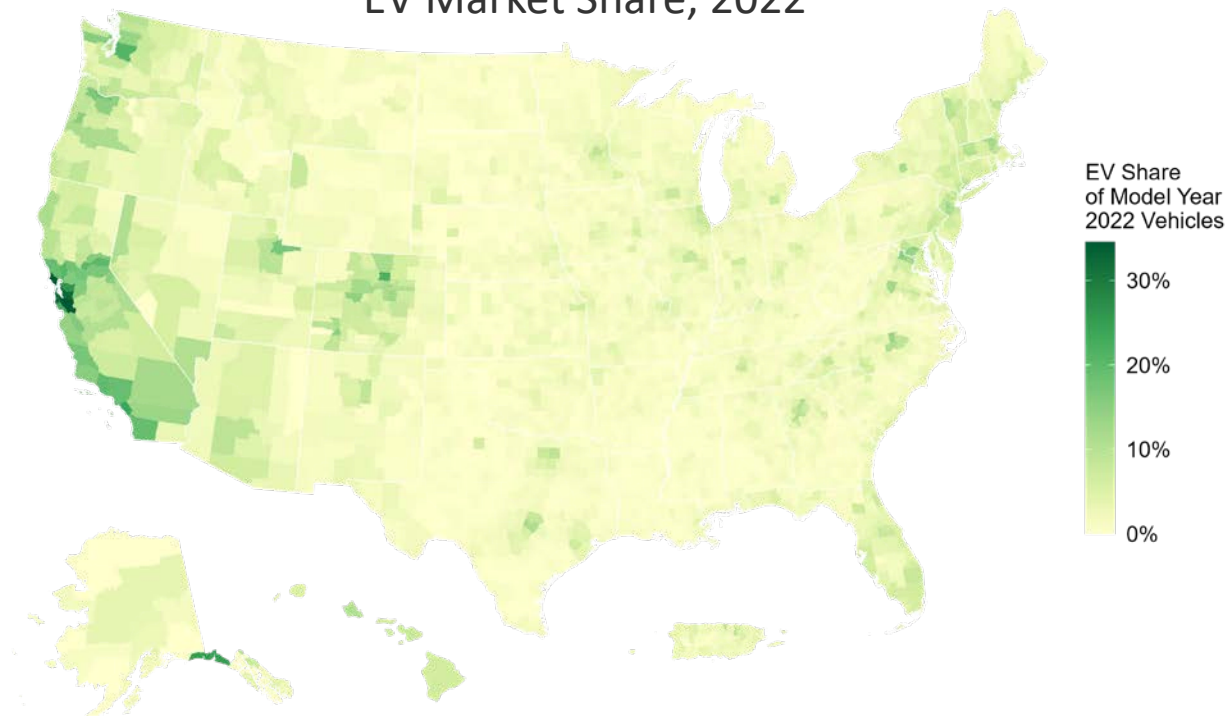 EV Market Share, 2022
EV Share
of Model Year
2022 Vehicles
30%
20%
10%
0%